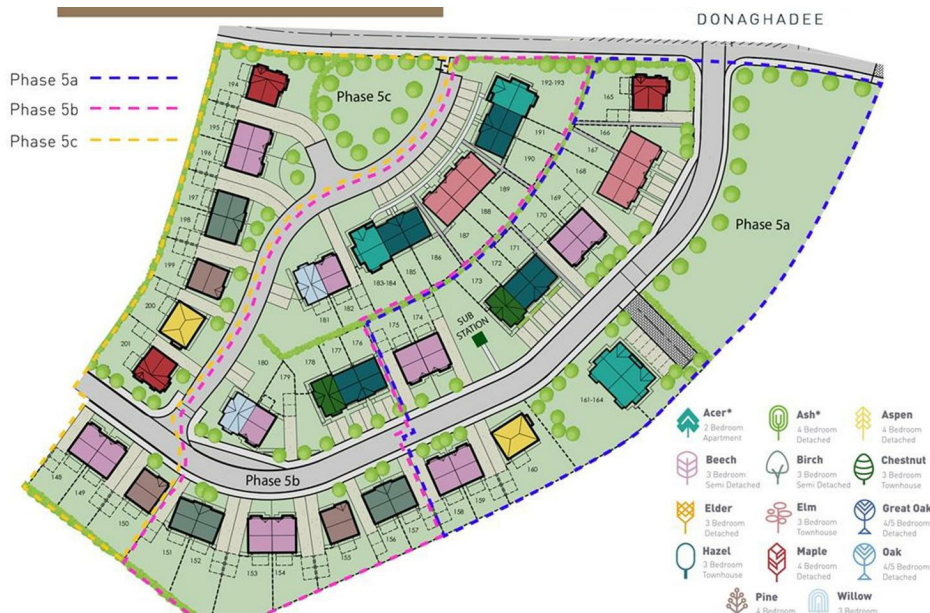 DONAGHADEE
Phase 5a
Phase 5b
Phase 5c
Phase 5c
Phase 5a
Phase 5b
SUB
STATION
194
195
196
197
198
199
200
201
192-193
191
190
189
188
187
186
185
183-184
182
181
180
179
178
177
176
175
174
173
172
171
170
169
168
167
166
165
161-164
160
159
158
157
156
155
154
153
152
151
150
149
148
Acer*
2 Bedroom
Apartment
Ash*
4 Bedroom
Detached
Aspen
4 Bedroom
Detached
Beech
3 Bedroom
Semi Detached
Birch
3 Bedroom
Semi Detached
Chestnut
3 Bedroom
Townhouse
Elder
3 Bedroom
Detached
Elm
3 Bedroom
Townhouse
Great Oak
4/5 Bedroom
Detached
Hazel
3 Bedroom
Townhouse
Maple
4 Bedroom
Detached
Oak
4/5 Bedroom
Detached
Pine
4 Bedroom
Willow
3 Bedroom